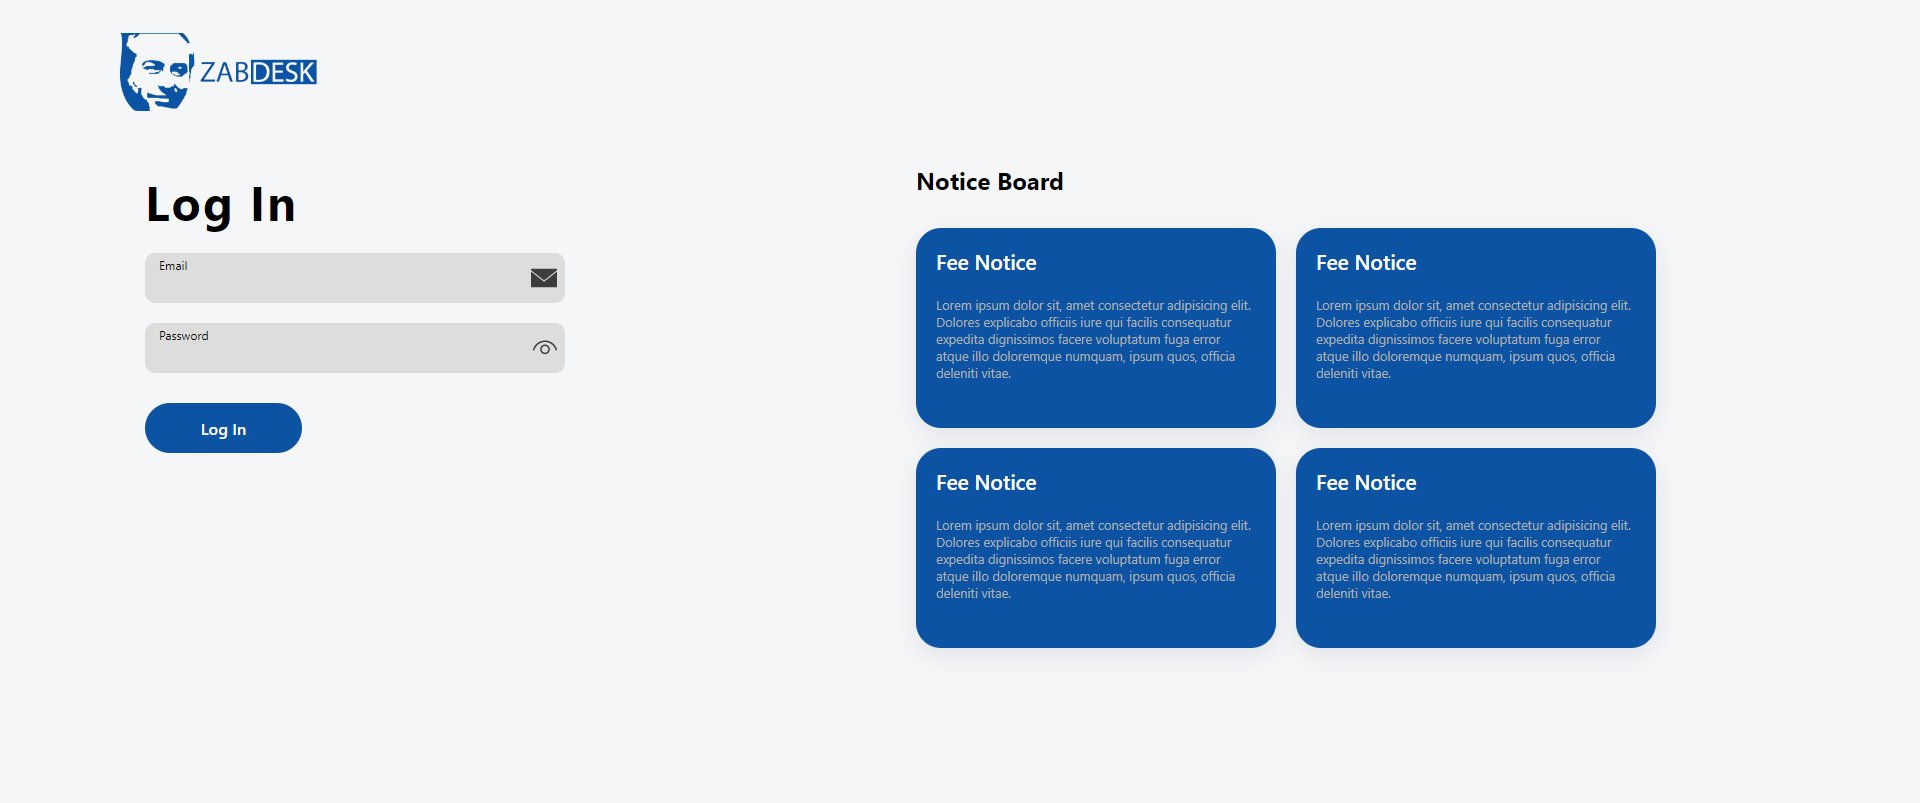 ZABDESK
Log In
Email
Password
Log In
Notice Board
Fee Notice
Lorem ipsum dolor sit, amet consectetur adipisicing elit.
Dolores explicabo officiis iure qui facilis consequatur
expedita dignissimos facere voluptatum fuga error
atque illo doloremque numquam, ipsum quos, officia
deleniti vitae.
Fee Notice
Lorem ipsum dolor sit, amet consectetur adipisicing elit.
Dolores explicabo officiis iure qui facilis consequatur
expedita dignissimos facere voluptatum fuga error
atque illo doloremque numquam, ipsum quos, officia
deleniti vitae.
Fee Notice
Lorem ipsum dolor sit, amet consectetur adipisicing elit.
Dolores explicabo officiis iure qui facilis consequatur
expedita dignissimos facere voluptatum fuga error
atque illo doloremque numquam, ipsum quos, officia
deleniti vitae.
Fee Notice
Lorem ipsum dolor sit, amet consectetur adipisicing elit.
Dolores explicabo officiis iure qui facilis consequatur
expedita dignissimos facere voluptatum fuga error
atque illo doloremque numquam, ipsum quos, officia
deleniti vitae.